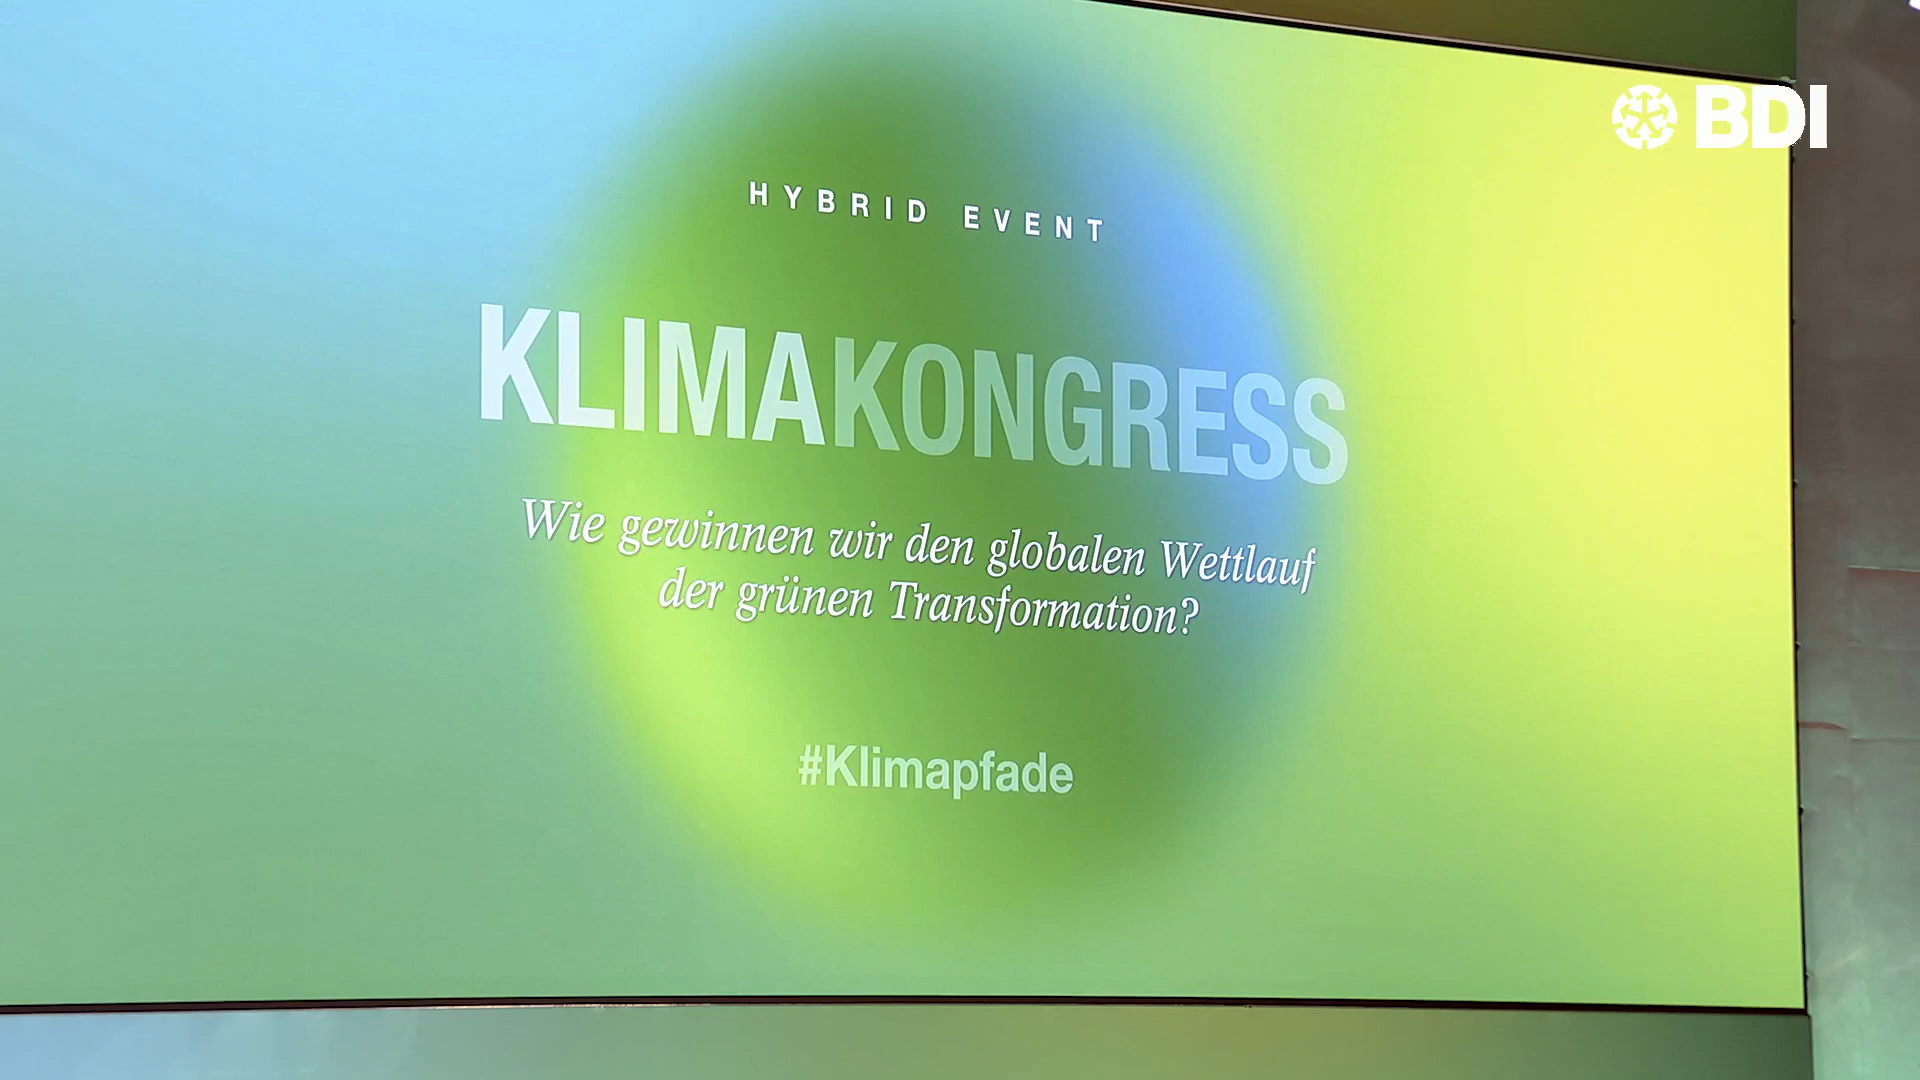 BDI
HYBRID EVENT
KLIMAKONGRESS
Wie gewinnen wir den globalen Wettlauf
der grünen Transformation?
#Klimapfade